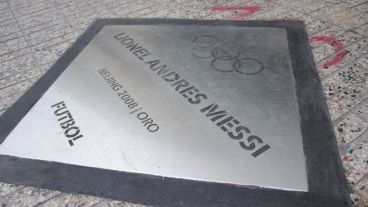 LIONEL ANDRES MESSI
BEIJING 2008 | ORO
FUTBOL